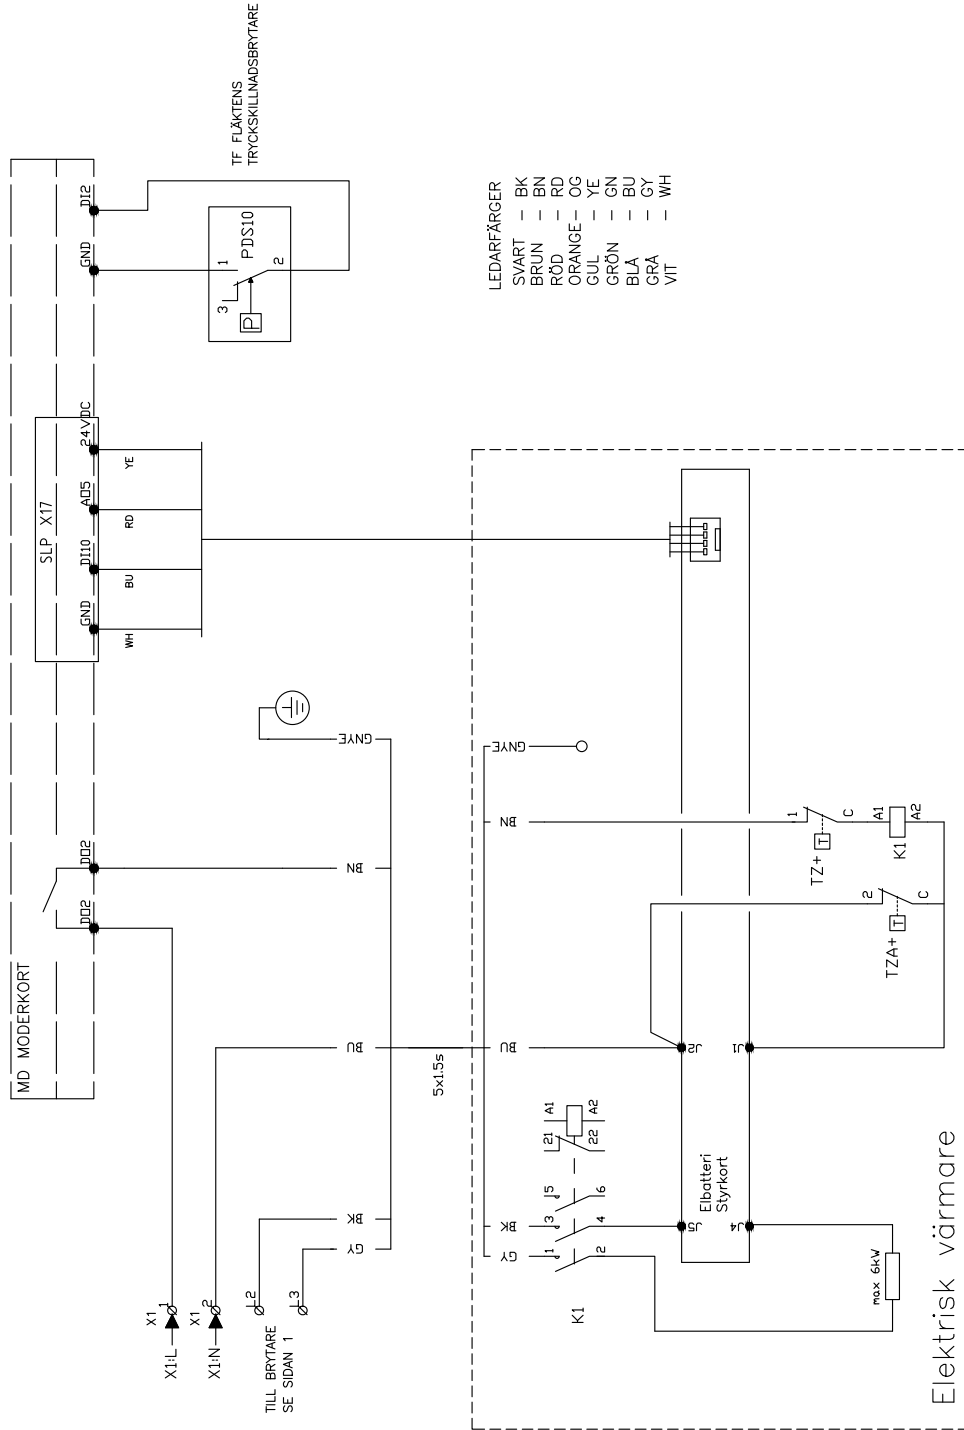 MD MODERKORT
SLP X17
DO2
DO2
GND
DI10
AO5
24VDC
GND
DI2
WH
BU
RD
YE
TF FLÄKTENS
TRYCKSKILLNADSBRYTARE
PDS10
1
2
3
P
X1
1
X1:L
X1
2
X1:N
L2
L3
TILL BRYTARE
SE SIDAN 1
GY
BK
BU
BN
GNYE
5x1.5s
LEDARFÄRGER
SVART – BK
BRUN – BN
RÖD – RD
ORANGE – OG
GUL – YE
GRÖN – GN
BLÅ – BU
GRÅ – GY
VIT – WH
GY
BK
BU
BN
GNYE
K1
1
2
3
4
5
6
21
22
A1
A2
Elbatteri
Styrkort
J5
J4
J2
J1
TZA+
T
2
C
TZ+
T
1
C
K1
A1
A2
max 6kW
Elektrisk värmare